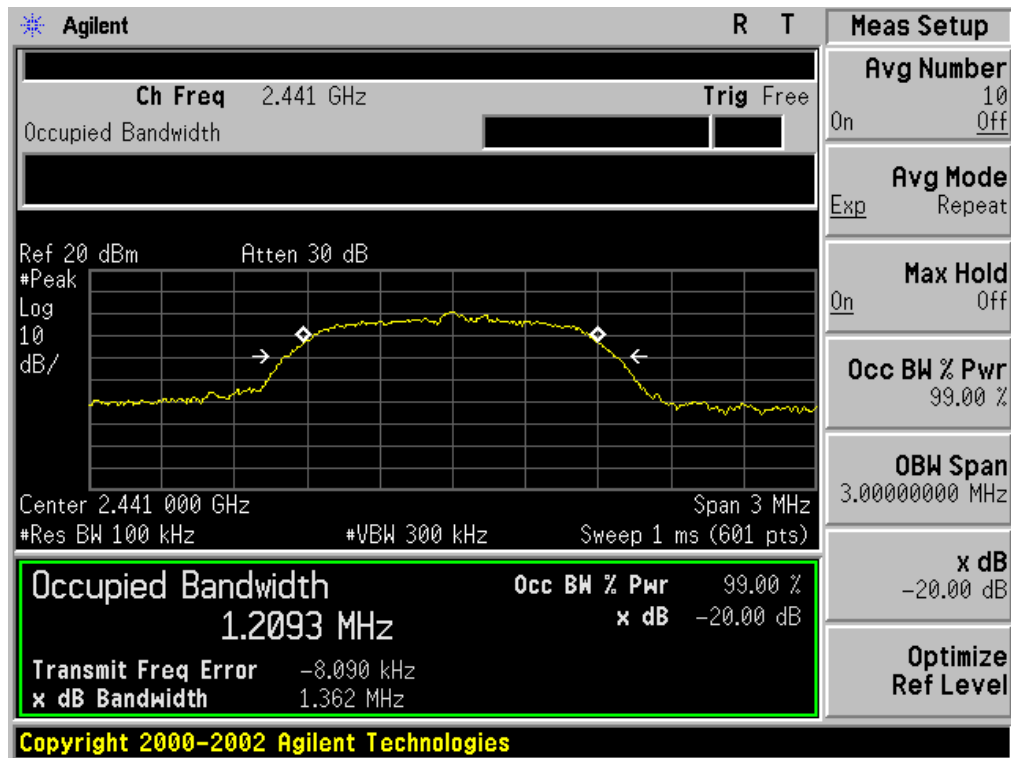 Agilent R T
Ch Freq 2.441 GHz Trig Free
Occupied Bandwidth
Ref 20 dBm Atten 30 dB
#Peak
Log
10
dB/
Center 2.441 000 GHz Span 3 MHz
#Res BW 100 kHz #VBW 300 kHz Sweep 1 ms (601 pts)
Occupied Bandwidth Occ BW % Pwr 99.00 %
1.2093 MHz x dB -20.00 dB
Transmit Freq Error -8.090 kHz
x dB Bandwidth 1.362 MHz
Copyright 2000-2002 Agilent Technologies
Meas Setup
Avg Number
10
On Off
Avg Mode
Exp Repeat
Max Hold
On Off
Occ BW % Pwr
99.00 %
OBW Span
3.00000000 MHz
x dB
-20.00 dB
Optimize
Ref Level